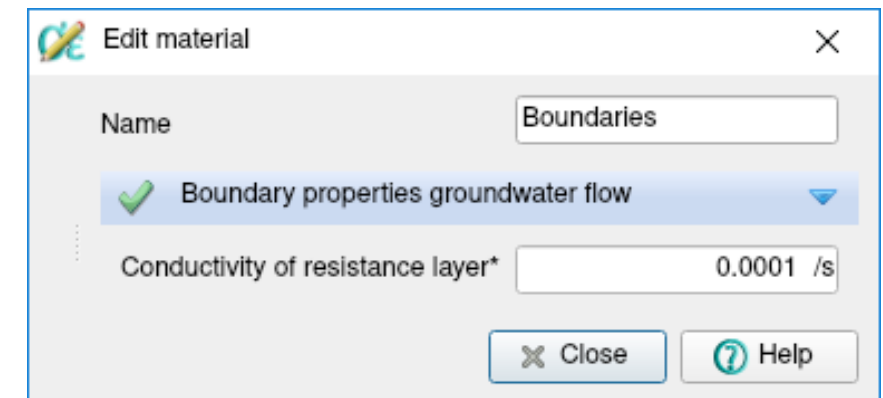 Edit material
Name Boundaries
Boundary properties groundwater flow
Conductivity of resistance layer* 0.0001 /s
Close Help